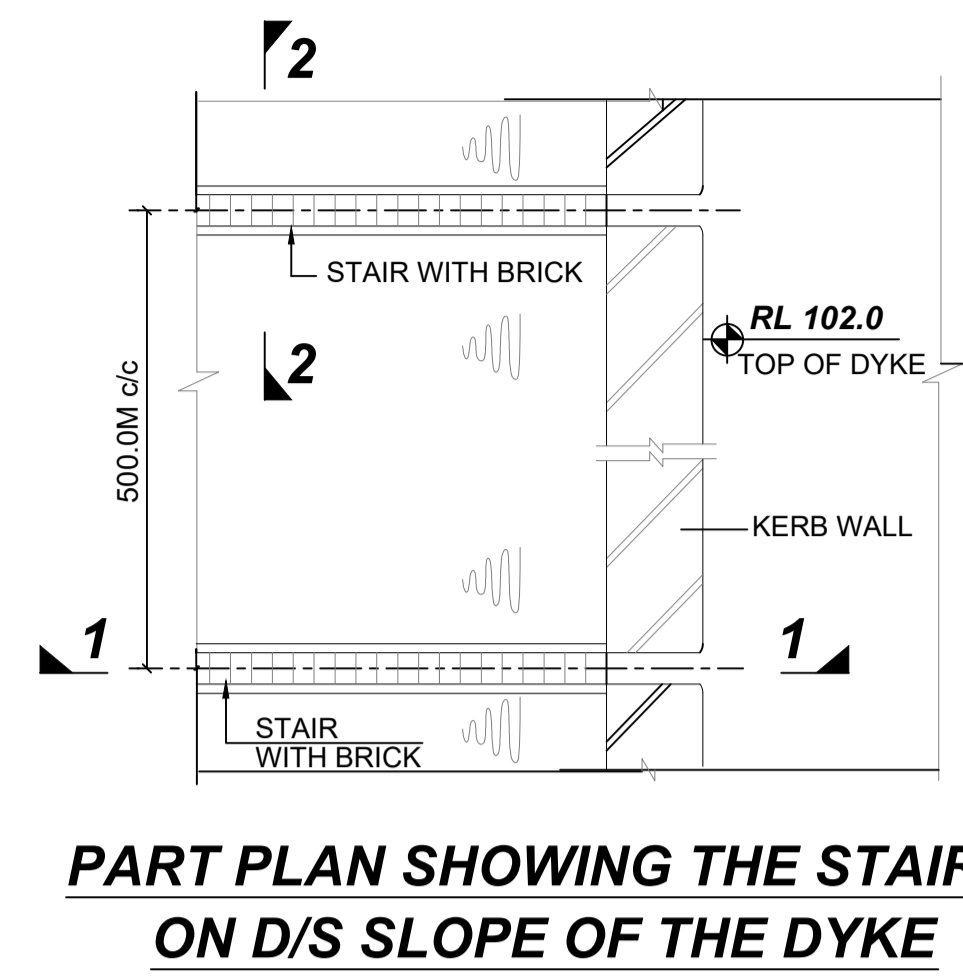 2
STAIR WITH BRICK
RL 102.0
TOP OF DYKE
2
500.0M c/c
KERB WALL
1
1
STAIR
WITH BRICK
PART PLAN SHOWING THE STAIR
ON D/S SLOPE OF THE DYKE